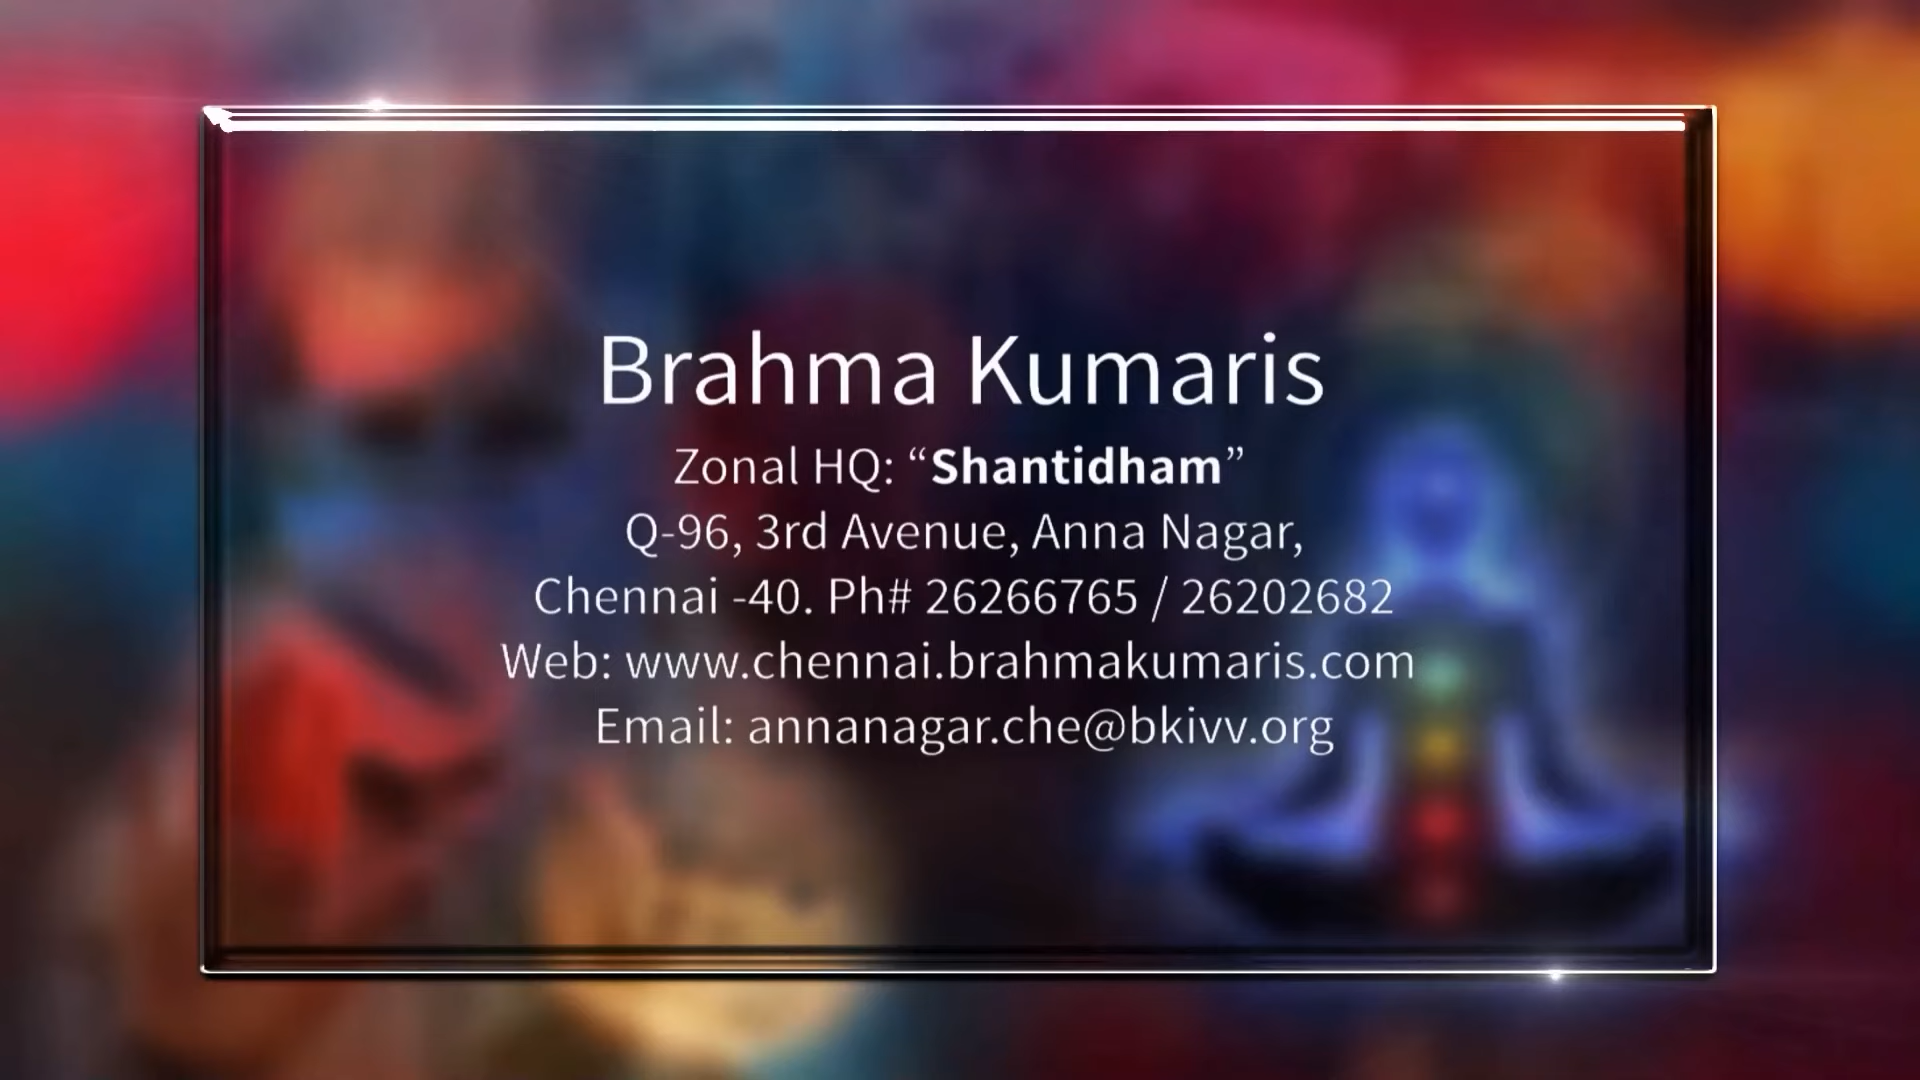 Brahma Kumaris
Zonal HQ: “Shantidham”
Q-96, 3rd Avenue, Anna Nagar,
Chennai -40. Ph# 26266765 / 26202682
Web: www.chennai.brahmakumaris.com
Email: annanagar.che@bkivv.org